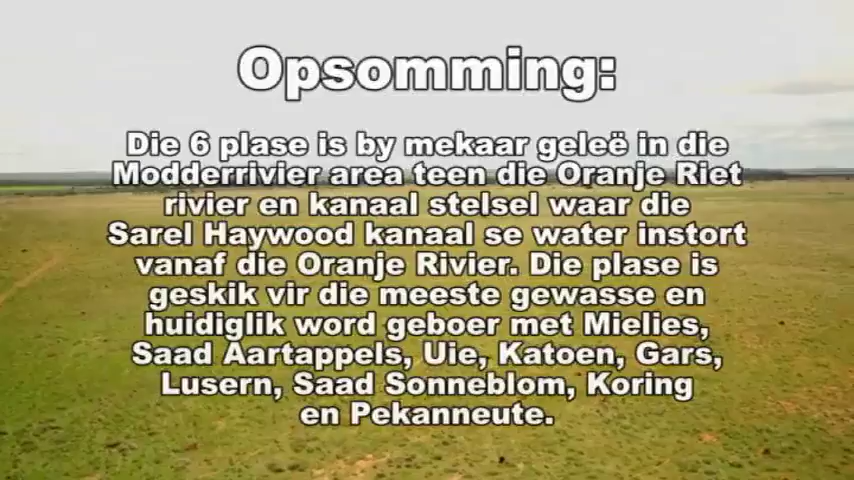 Opsomming:
Die 6 plase is by mekaar geleë in die
Modderrivier area teen die Oranje Riet
rivier en kanaal stelsel waar die
Sarel Haywood kanaal se water instort
vanaf die Oranje Rivier. Die plase is
geskik vir die meeste gewasse en
huidiglik word geboer met Mielies,
Saad Aartappels, Uie, Katoen, Gars,
Lusern, Saad Sonneblom, Koring
en Pekanneute.